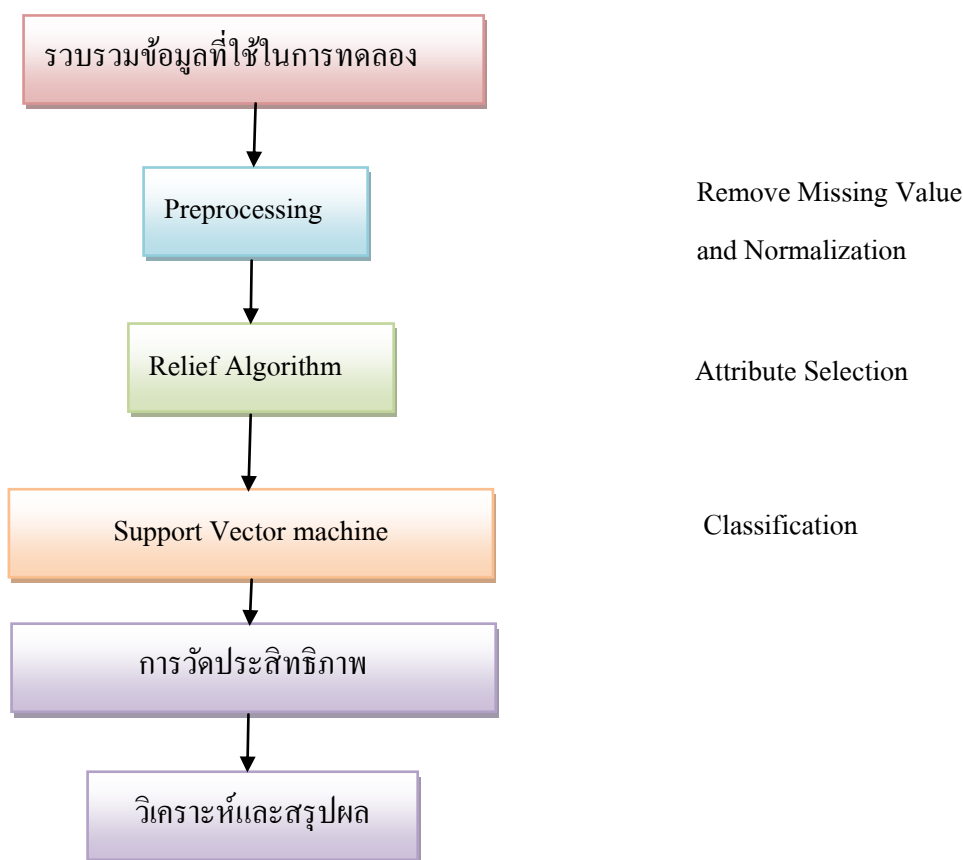 รวบรวมข้อมูลที่ใช้ในการทดลอง
Preprocessing
Remove Missing Value
and Normalization
Relief Algorithm
Attribute Selection
Support Vector machine
Classification
การวัดประสิทธิภาพ
วิเคราะห์และสรุปผล